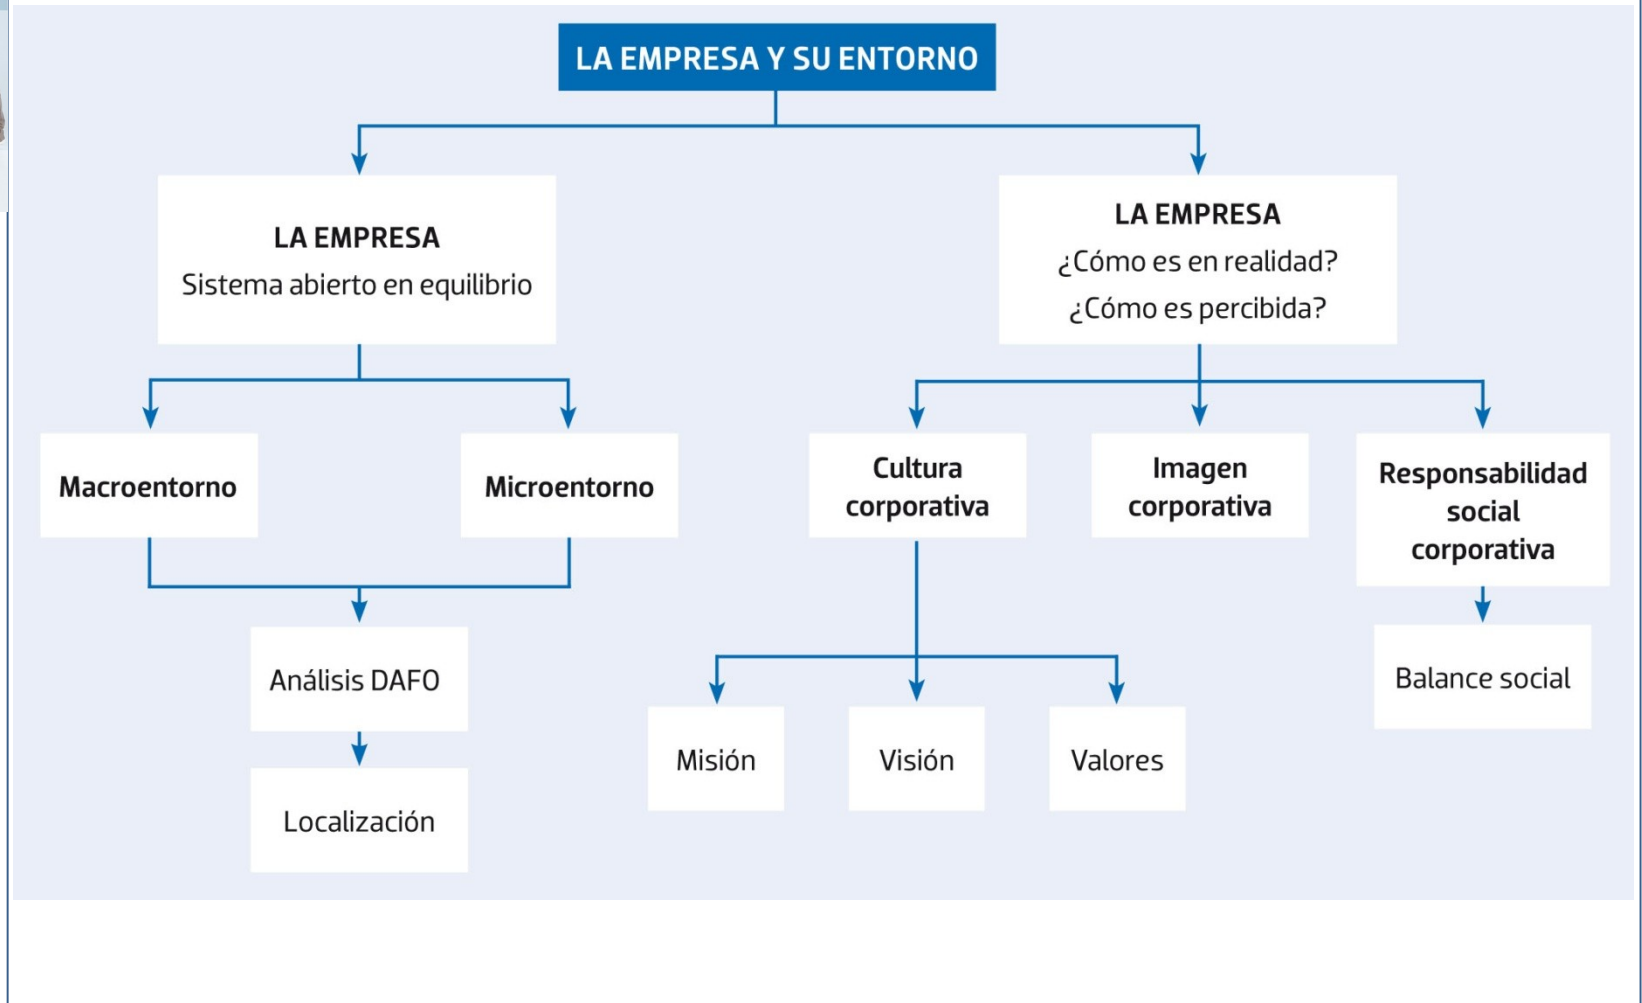 LA EMPRESA Y SU ENTORNO
LA EMPRESA
Sistema abierto en equilibrio
LA EMPRESA
¿Cómo es en realidad?
¿Cómo es percibida?
Macroentorno
Microentorno
Cultura
corporativa
Imagen
corporativa
Responsabilidad
social
corporativa
Análisis DAFO
Balance social
Misión
Visión
Valores
Localización